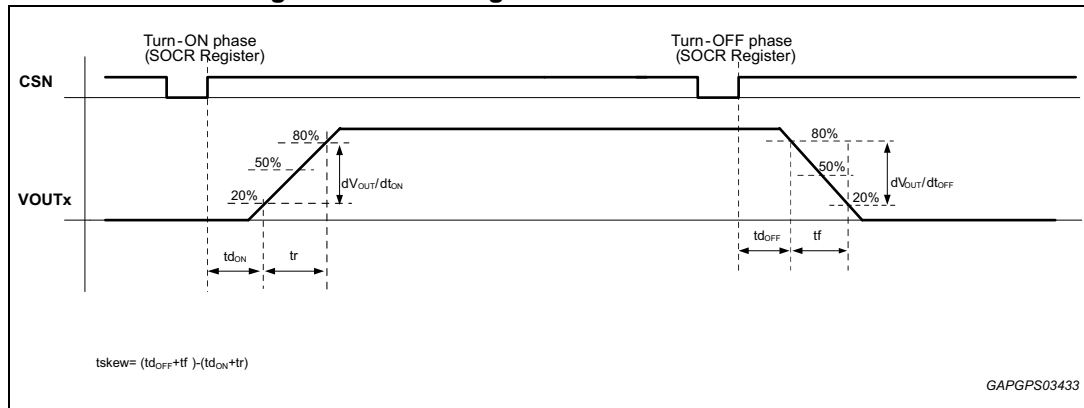 Turn-ON phase
(SOCR Register)
Turn-OFF phase
(SOCR Register)
CSN
80%
50%
20%
dVOUT/dtON
80%
50%
20%
dVOUT/dtOFF
VOUTx
tdON
tr
tdOFF
tf
tskew= (tdOFF+tf )-(tdON+tr)
GAPGPS03433